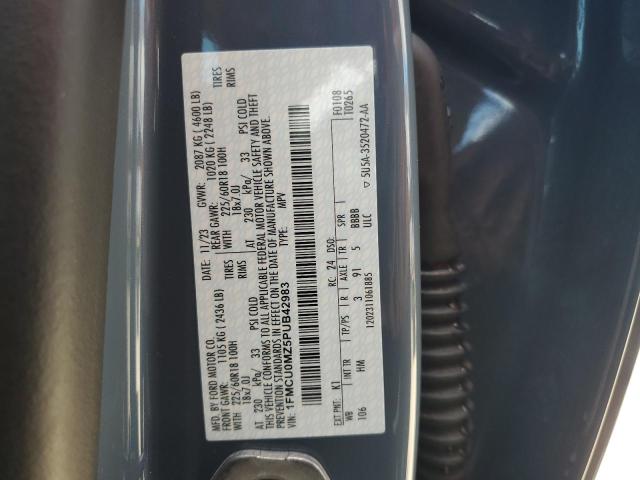 MFD. BY FORD MOTOR CO.
DATE: 11/23 GVWR: 2087 KG ( 4600 LB)
FRONT GAWR: 1105 KG ( 2436 LB) REAR GAWR: 1020 KG ( 2248 LB)
WITH 225/60R18 100H TIRES WITH 225/60R18 100H TIRES
18x7.0J RIMS 18x7.0J RIMS
AT 230 kPa/ 33 PSI COLD AT 230 kPa/ 33 PSI COLD
THIS VEHICLE CONFORMS TO ALL APPLICABLE FEDERAL MOTOR VEHICLE SAFETY AND THEFT
PREVENTION STANDARDS IN EFFECT ON THE DATE OF MANUFACTURE SHOWN ABOVE.
VIN: 1FMCU0MZ5PUB42983 TYPE: MPV
F0108
T0265
EXT PNT: K1 RC: 24 DSO:
WB INT TR TP/PS R AXLE TR SPR
106 HM 3 91 5 BBBB
ULC
1202311061885
5U5A-3520472-AA